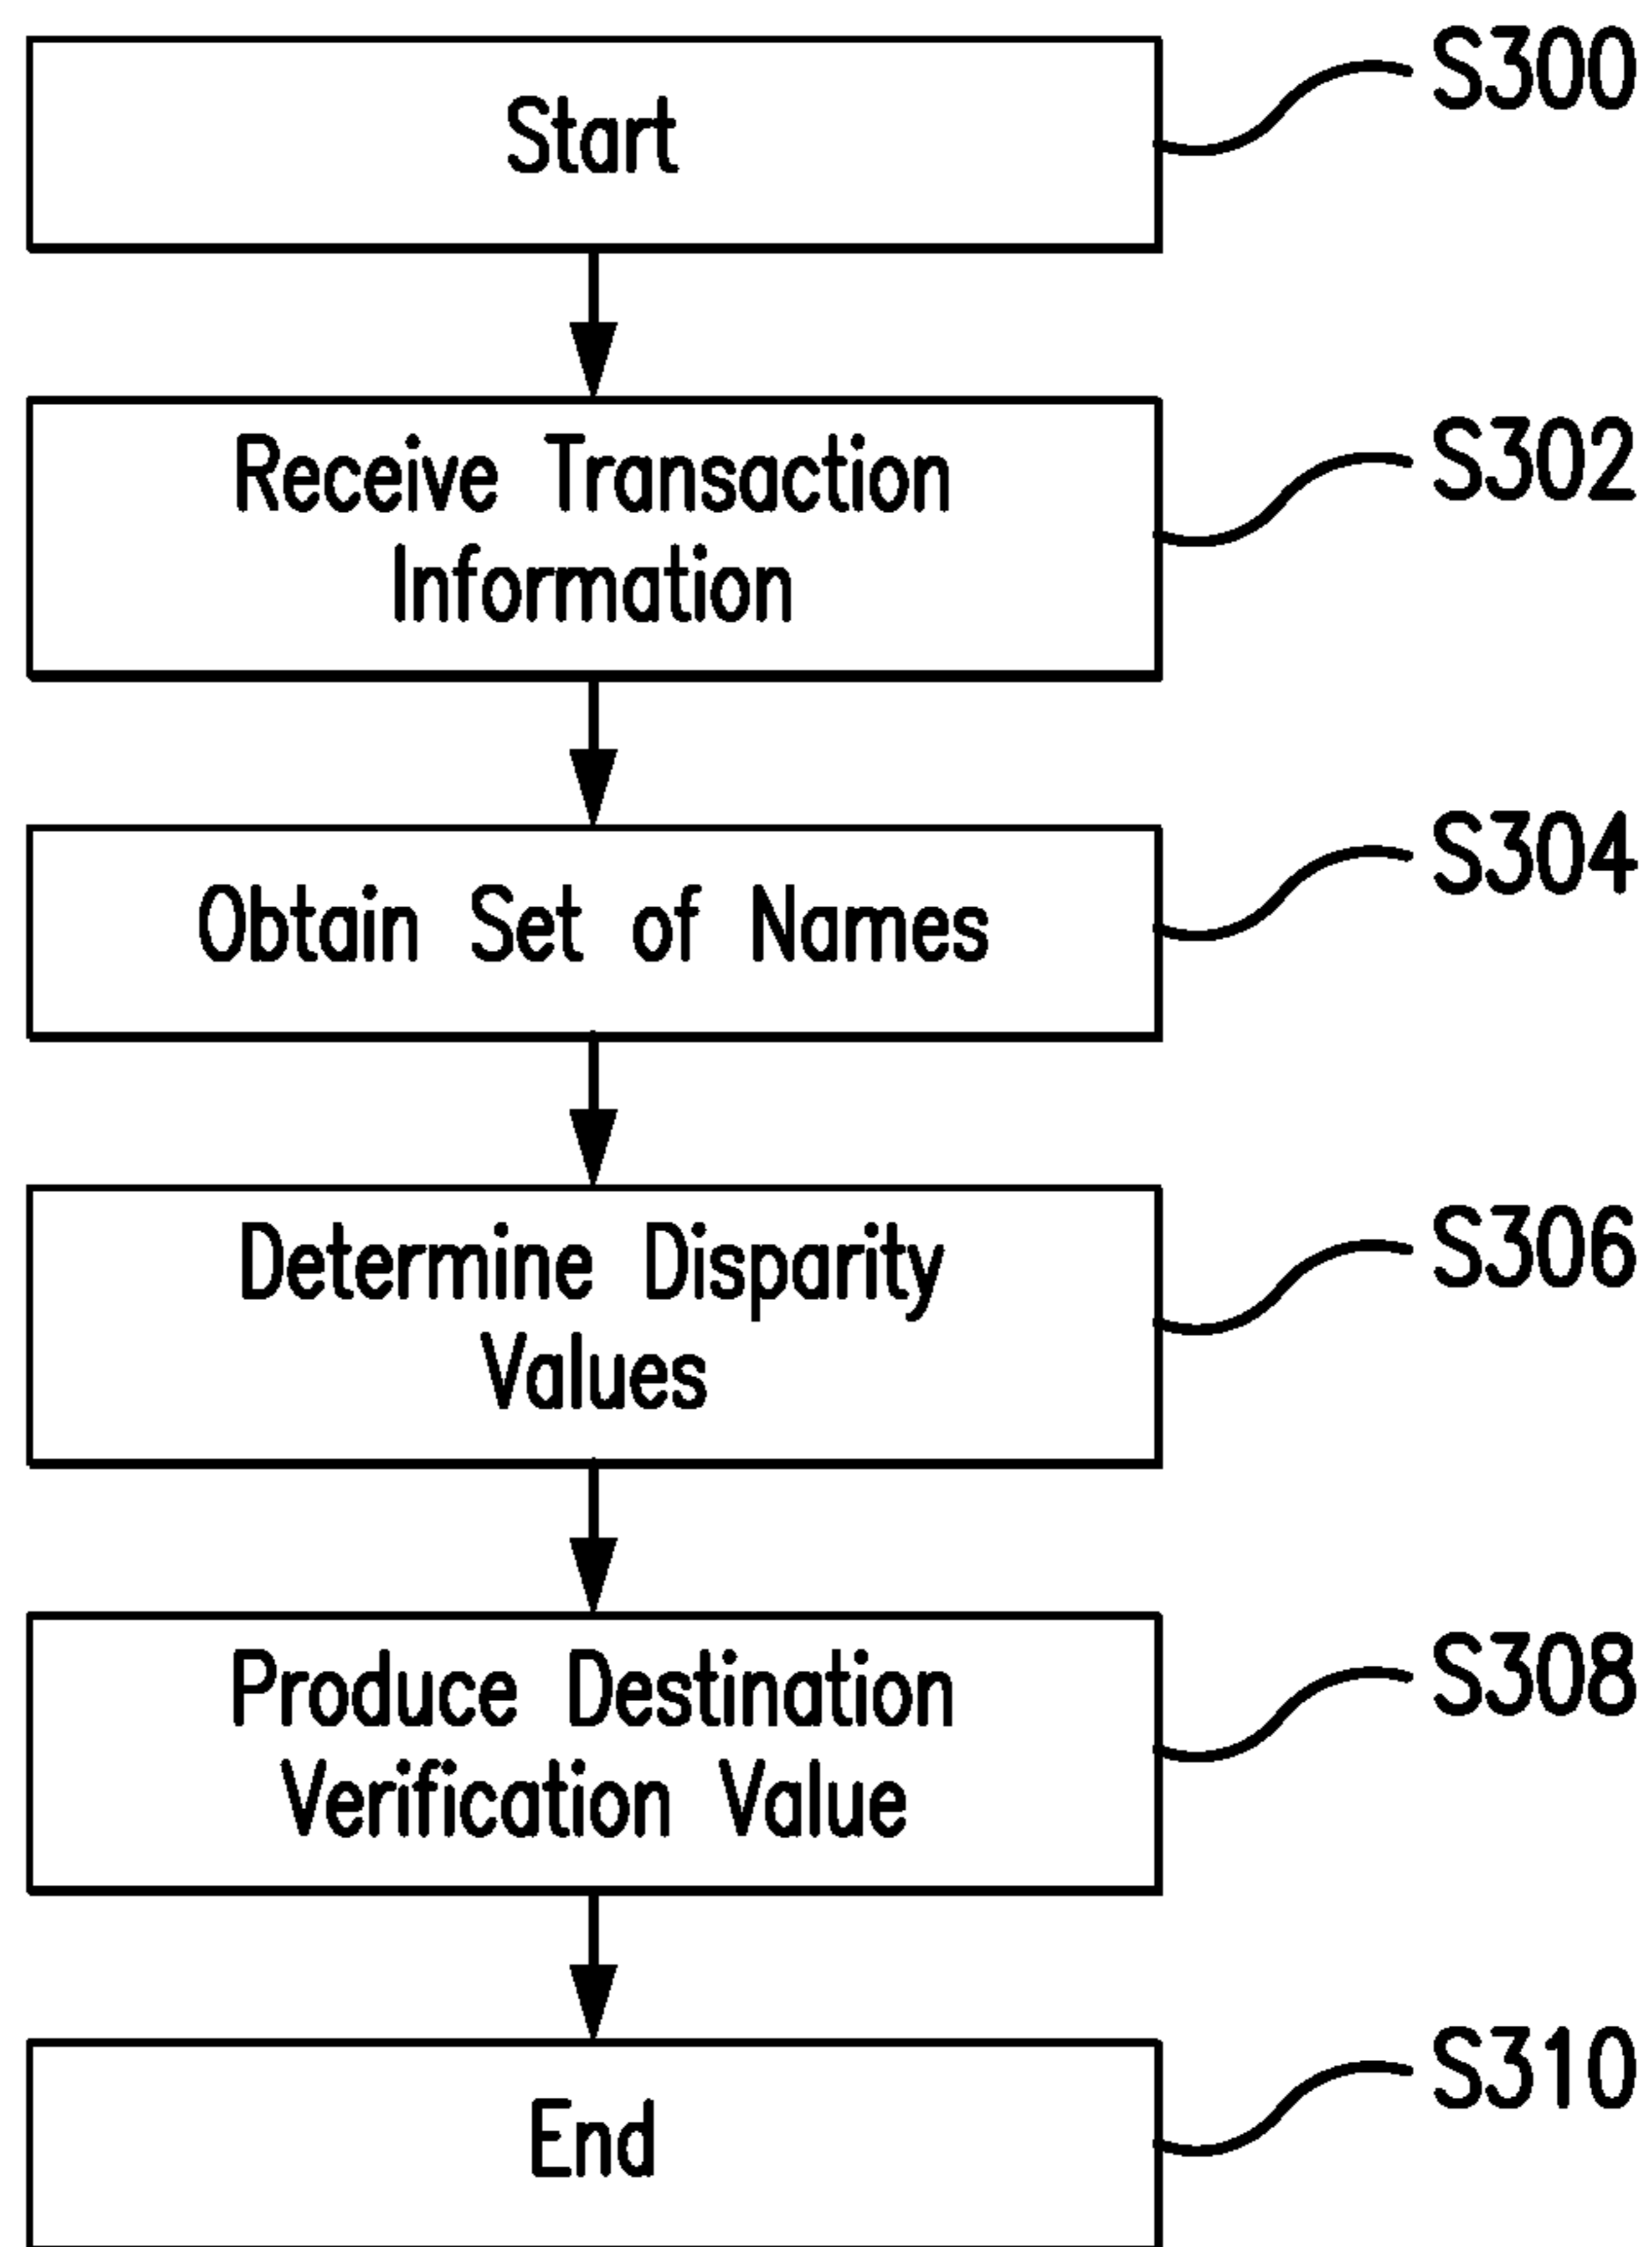 Start
S300
Receive Transaction
Information
S302
Obtain Set of Names
S304
Determine Disparity
Values
S306
Produce Destination
Verification Value
S308
End
S310